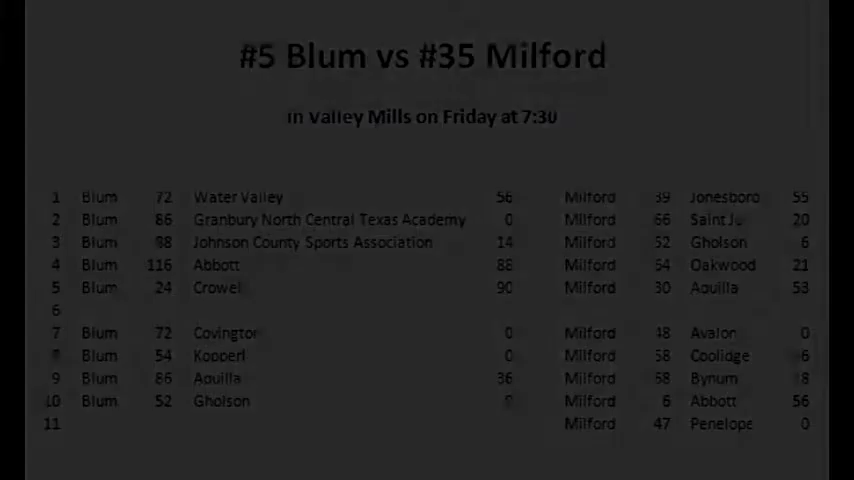 #5 Blum vs #35 Milford
In Valley Mills on Friday at 7:30
1 Blum 72 Water Valley 56 Milford 39 Jonesboro 55
2 Blum 86 Granbury North Central Texas Academy 0 Milford 66 Saint Jo 20
3 Blum 98 Johnson County Sports Association 14 Milford 52 Gholson 6
4 Blum 116 Abbott 88 Milford 54 Oakwood 21
5 Blum 24 Crowell 90 Milford 30 Aquilla 53
6
7 Blum 72 Covington 0 Milford 48 Avalon 0
8 Blum 54 Kopperl 0 Milford 58 Coolidge
9 Blum 86 Aquilla 36 Milford 58 Bynum
10 Blum 52 Gholson Milford 6 Abbott 56
11 Milford 47 Penelope 0